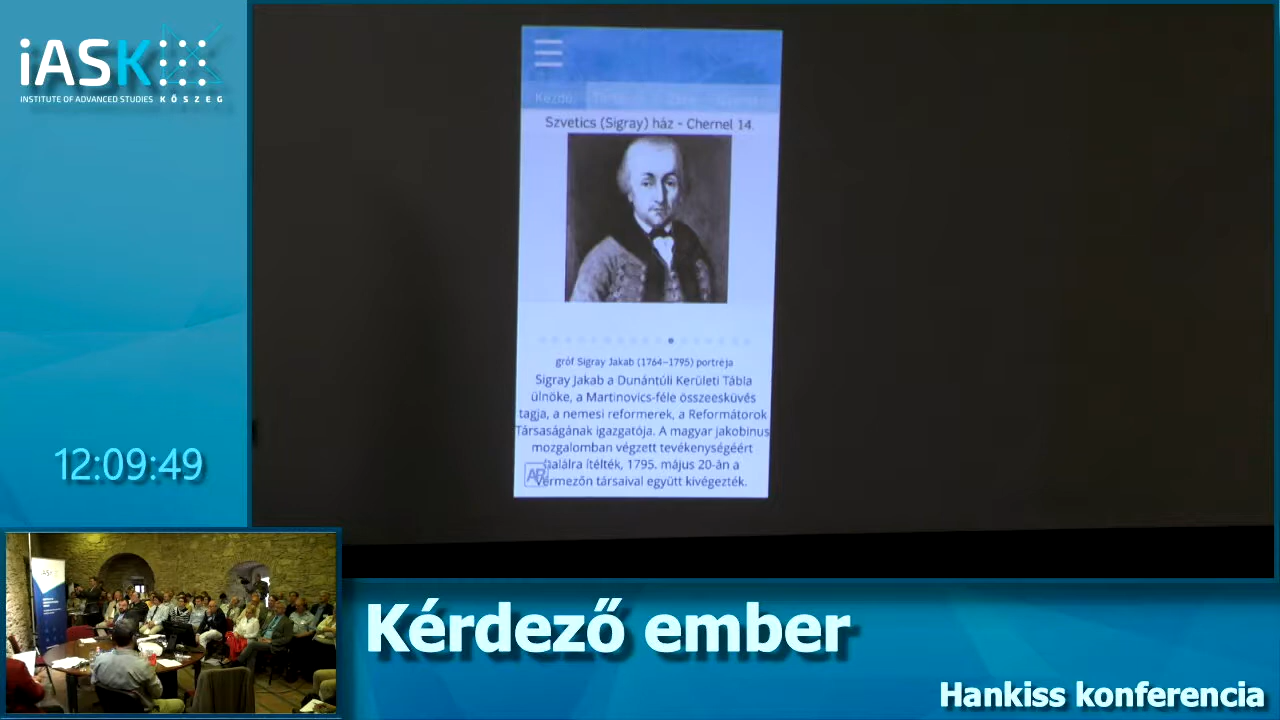 iASK
INSTITUTE OF ADVANCED STUDIES KŐSZEG
Szvetics (Sigray) ház - Chernel 14.
gróf Sigray Jakab (1764–1795) portréja
Sigray Jakab a Dunántúli Kerületi Tábla
ülnöke, a Martinovics-féle összeesküvés
tagja, a nemesi reformerek, a Reformátorok
Társaságának igazgatója. A magyar jakobinus
mozgalomban végzett tevékenységéért
halálra ítélték, 1795. május 20-án a
Vérmezőn társaival együtt kivégezték.
AR
12:09:49
Kérdező ember
Hankiss konferencia